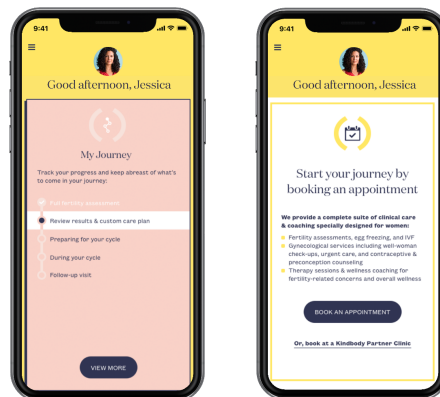 9:41
Good afternoon, Jessica
My Journey
Track your progress and keep abreast of what's
to come in your journey:
Full fertility assessment
Review results & custom care plan
Preparing for your cycle
During your cycle
Follow-up visit
VIEW MORE
9:41
Good afternoon, Jessica
Start your journey by
booking an appointment
We provide a complete suite of clinical care
& coaching specially designed for women:
Fertility assessments, egg freezing, and IVF
Gynecological services including well-woman
check-ups, urgent care, and contraceptive &
preconception counseling
Therapy sessions & wellness coaching for
fertility-related concerns and overall wellness
BOOK AN APPOINTMENT
Or, book at a Kindbody Partner Clinic